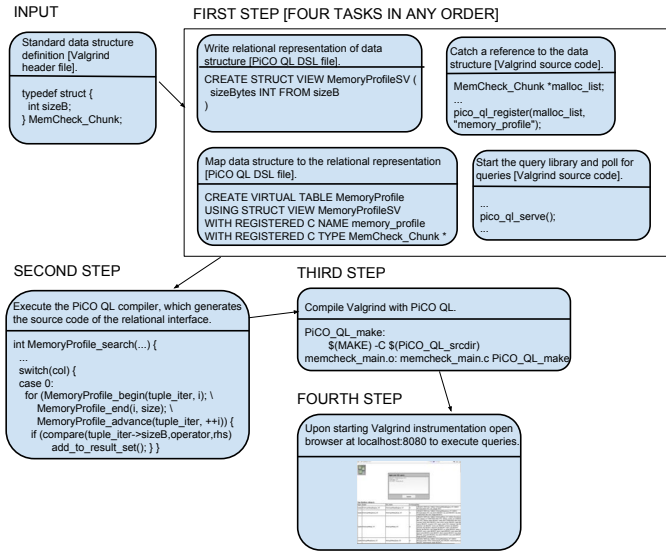 INPUT
Standard data structure
definition [Valgrind
header file].
typedef struct {
int sizeB;
} MemCheck_Chunk;
FIRST STEP [FOUR TASKS IN ANY ORDER]
Write relational representation of data
structure [PiCO QL DSL file].
CREATE STRUCT VIEW MemoryProfileSV (
sizeBytes INT FROM sizeB
)
Catch a reference to the data
structure [Valgrind source code].
MemCheck_Chunk *malloc_list;
...
pico_ql_register(malloc_list,
"memory_profile");
Map data structure to the relational representation
[PiCO QL DSL file].
CREATE VIRTUAL TABLE MemoryProfile
USING STRUCT VIEW MemoryProfileSV
WITH REGISTERED C NAME memory_profile
WITH REGISTERED C TYPE MemCheck_Chunk *
Start the query library and poll for
queries [Valgrind source code].
...
pico_ql_serve();
...
SECOND STEP
Execute the PiCO QL compiler, which generates
the source code of the relational interface.
int MemoryProfile_search(...) {
...
switch(col) {
case 0:
for (MemoryProfile_begin(tuple_iter, i); \
MemoryProfile_end(i, size); \
MemoryProfile_advance(tuple_iter, ++i)) {
if (compare(tuple_iter->sizeB,operator,rhs)
add_to_result_set(); } }
THIRD STEP
Compile Valgrind with PiCO QL.
PiCO_QL_make:
$(MAKE) -C $(PiCO_QL_srcdir)
memcheck_main.o: memcheck_main.c PiCO_QL_make
FOURTH STEP
Upon starting Valgrind instrumentation open
browser at localhost:8080 to execute queries.